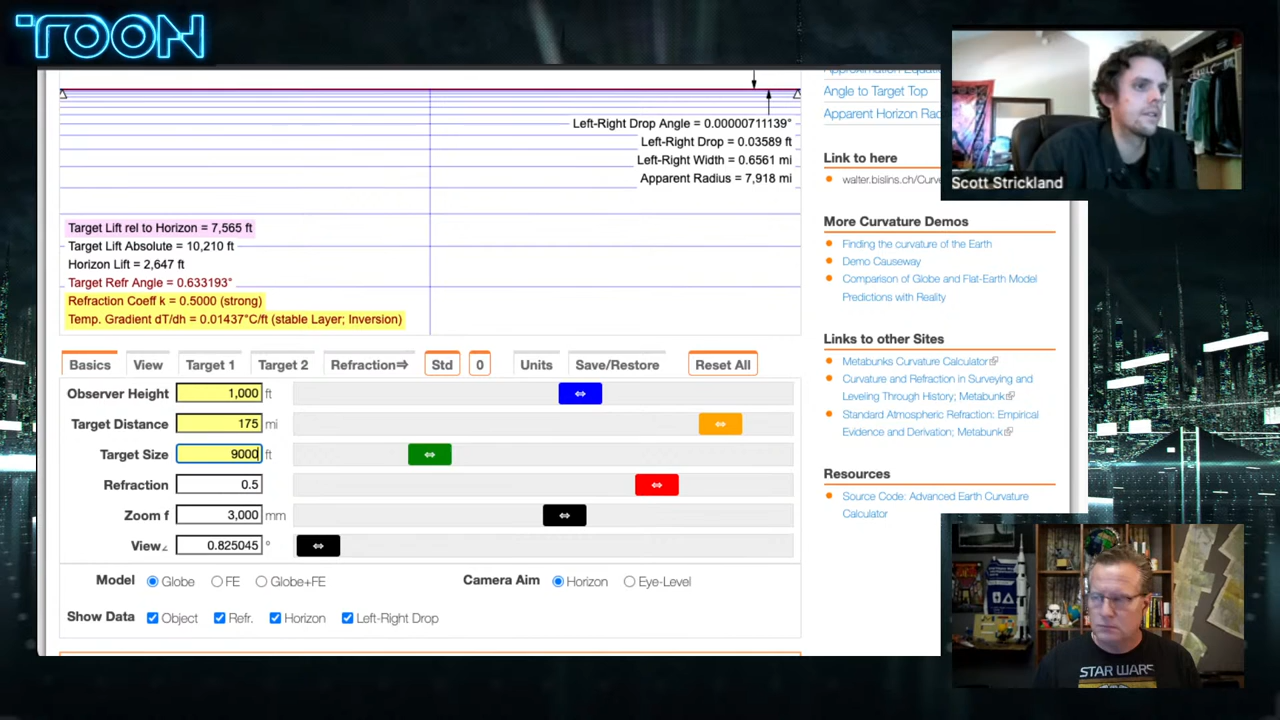 TOON
Approximation Equati
Angle to Target Top
Apparent Horizon Rad
Link to here
walter.bislins.ch/Curve
More Curvature Demos
Finding the curvature of the Earth
Demo Causeway
Comparison of Globe and Flat-Earth Model
Predictions with Reality
Links to other Sites
Metabunks Curvature Calculator
Curvature and Refraction in Surveying and
Leveling Through History; Metabunk
Standard Atmospheric Refraction: Empirical
Evidence and Derivation; Metabunk
Resources
Source Code: Advanced Earth Curvature
Calculator
Left-Right Drop Angle = 0.00000711139°
Left-Right Drop = 0.03589 ft
Left-Right Width = 0.6561 mi
Apparent Radius = 7,918 mi
Target Lift rel to Horizon = 7,565 ft
Target Lift Absolute = 10,210 ft
Horizon Lift = 2,647 ft
Target Refr Angle = 0.633193°
Refraction Coeff k = 0.5000 (strong)
Temp. Gradient dT/dh = 0.01437°C/ft (stable Layer; Inversion)
Basics View Target 1 Target 2 Refraction⇒ Std 0 Units Save/Restore Reset All
Observer Height 1,000 ft
Target Distance 175 mi
Target Size 9000 ft
Refraction 0.5
Zoom f 3,000 mm
View∠ 0.825045 °
Model Globe FE Globe+FE Camera Aim Horizon Eye-Level
Show Data Object Refr. Horizon Left-Right Drop
Scott Strickland
STAR WARS